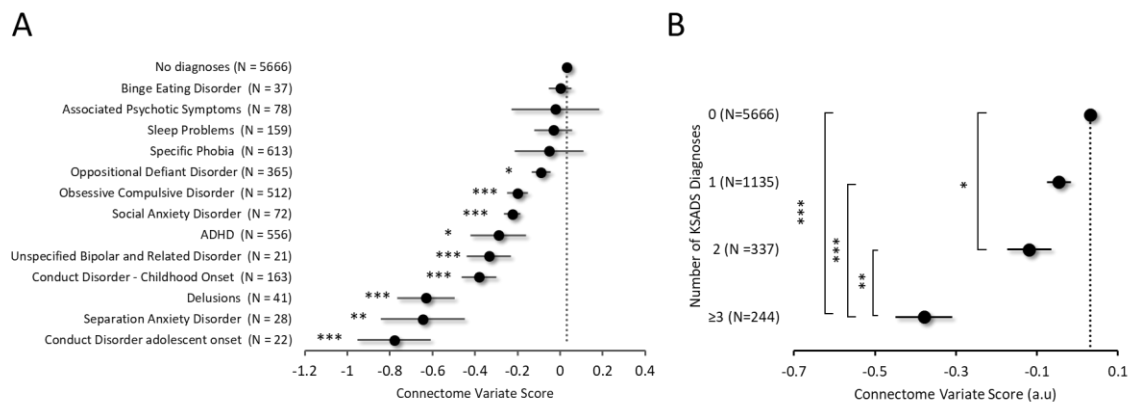 A
No diagnoses (N = 5666)
Binge Eating Disorder (N = 37)
Associated Psychotic Symptoms (N = 78)
Sleep Problems (N = 159)
Specific Phobia (N = 613)
Oppositional Defiant Disorder (N = 365)
*
Obsessive Compulsive Disorder (N = 512)
***
Social Anxiety Disorder (N = 72)
***
ADHD (N = 556)
*
Unspecified Bipolar and Related Disorder (N = 21)
***
Conduct Disorder - Childhood Onset (N = 163)
***
Delusions (N = 41)
***
Separation Anxiety Disorder (N = 28)
**
Conduct Disorder adolescent onset (N = 22)
***
-1.2 -1 -0.8 -0.6 -0.4 -0.2 0 0.2 0.4
Connectome Variate Score
B
Number of KSADS Diagnoses
0 (N=5666)
1 (N=1135)
2 (N =337)
≥3 (N=244)
***
***
**
*
-0.7 -0.5 -0.3 -0.1 0.1
Connectome Variate Score (a.u)